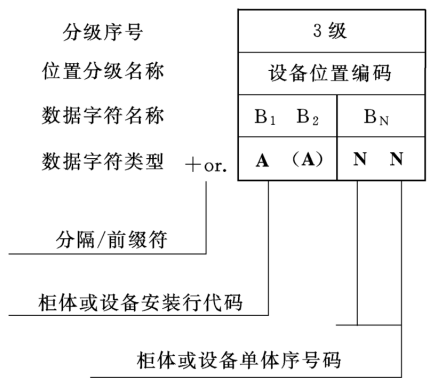 分级序号 3级
位置分级名称 设备位置编码
数据字符名称 B₁ B₂ B_N
数据字符类型 +or. A (A) N N
分隔/前缀符
柜体或设备安装行代码
柜体或设备单体序号码